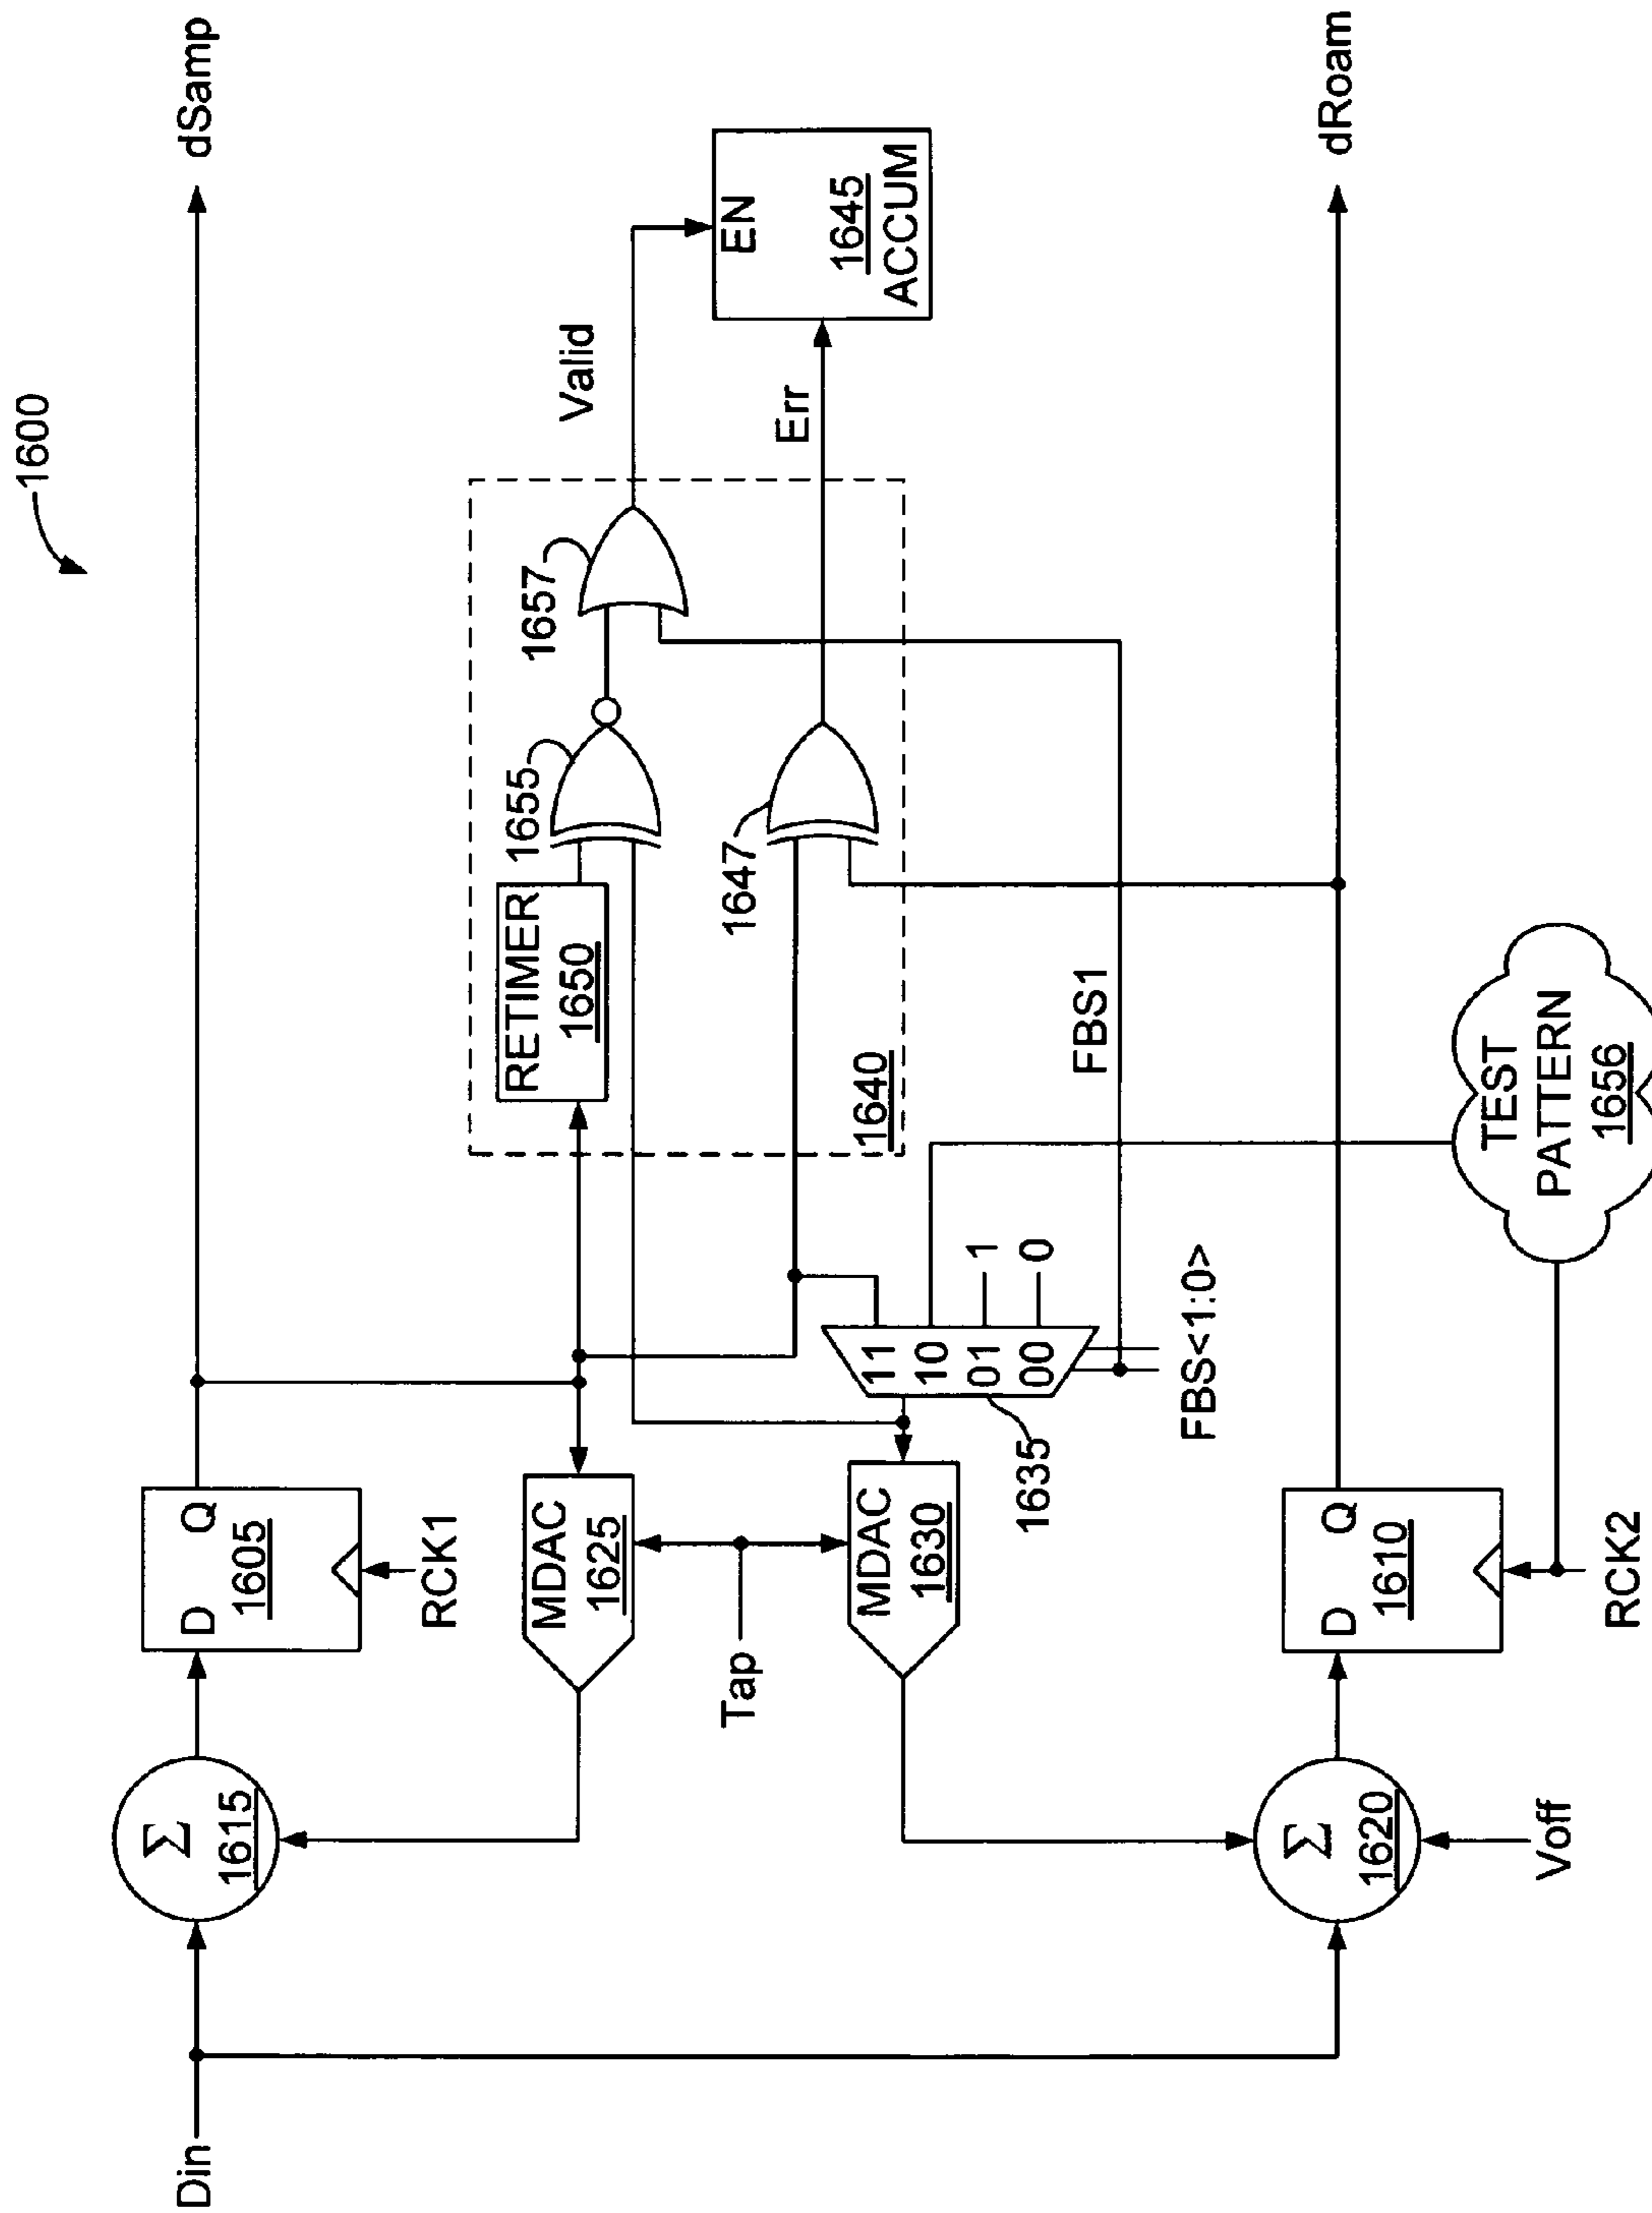 1600
Din
Σ
1615
D Q
1605
RCK1
dSamp
MDAC
1625
Tap
MDAC
1630
1635
11
10
01
00
1
0
FBS<1:0>
FBS1
RETIMER
1650
1655
1657
1647
1640
Valid
Err
EN
1645
ACCUM
Σ
1620
Voff
D Q
1610
RCK2
TEST
PATTERN
1656
dRoam